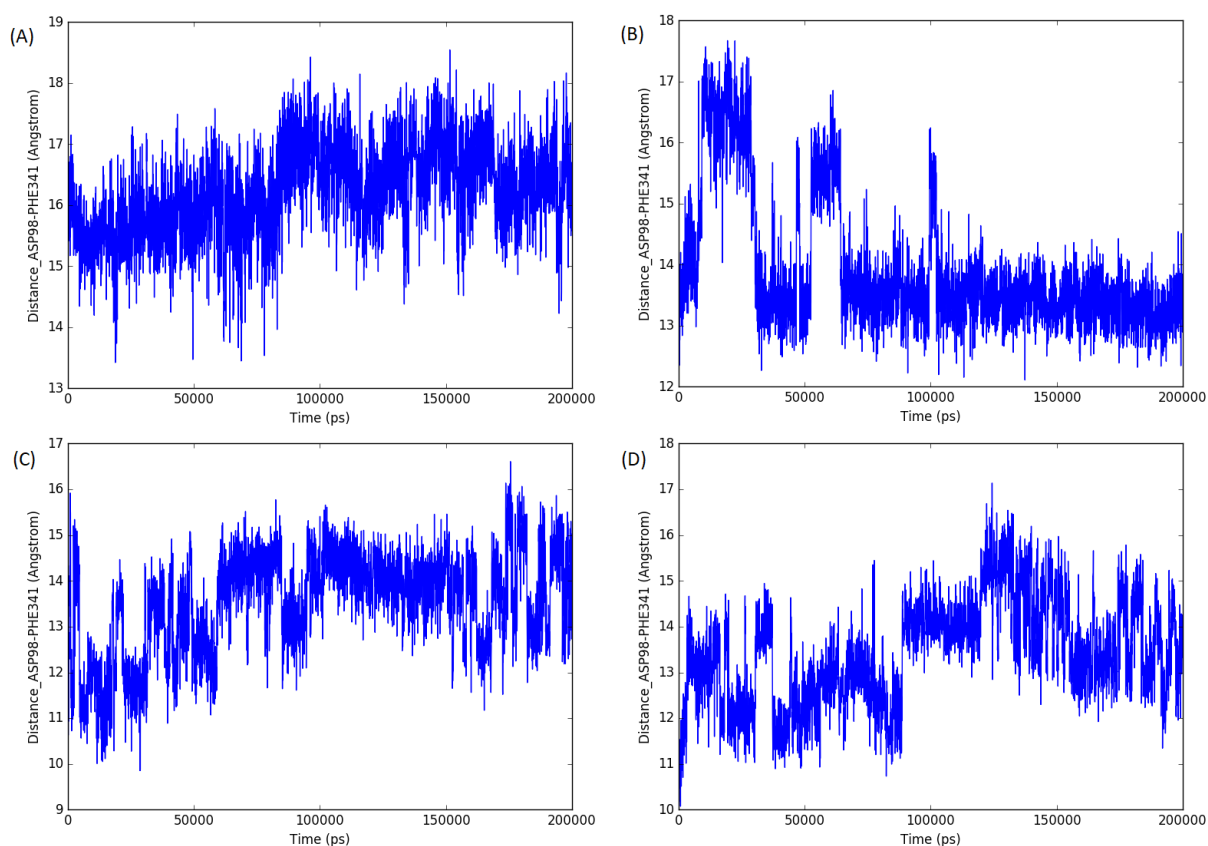 (A)
Distance_ASP98-PHE341 (Angstrom)
19
18
17
16
15
14
13
0 50000 100000 150000 200000
Time (ps)
(B)
Distance_ASP98-PHE341 (Angstrom)
18
17
16
15
14
13
12
0 50000 100000 150000 200000
Time (ps)
(C)
Distance_ASP98-PHE341 (Angstrom)
17
16
15
14
13
12
11
10
9
0 50000 100000 150000 200000
Time (ps)
(D)
Distance_ASP98-PHE341 (Angstrom)
18
17
16
15
14
13
12
11
10
0 50000 100000 150000 200000
Time (ps)